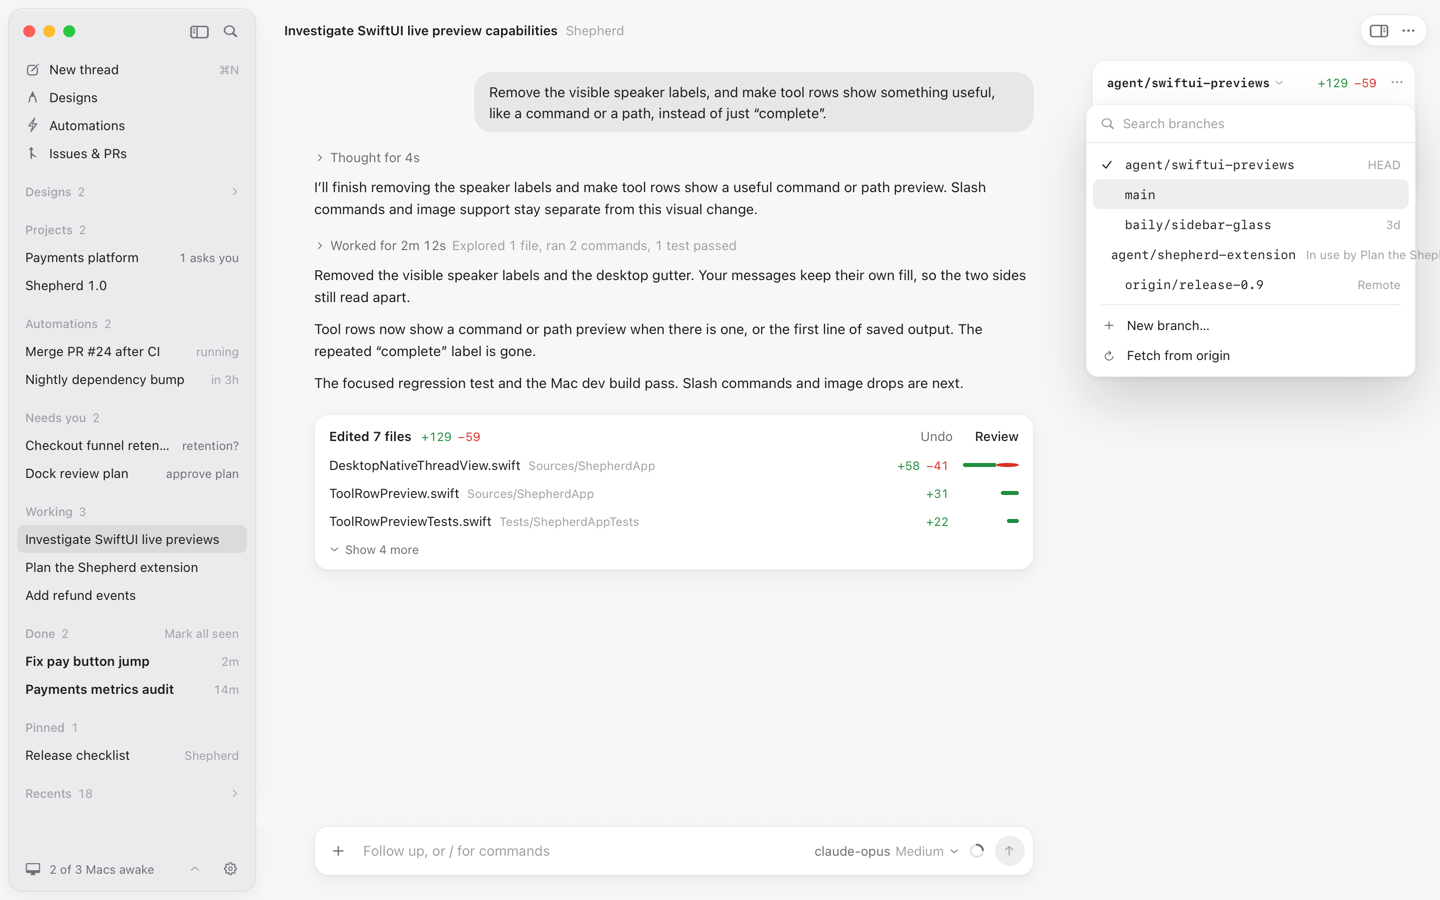 Investigate SwiftUI live preview capabilities Shepherd
New thread ⌘N
Designs
Automations
Issues & PRs
Designs 2
Projects 2
Payments platform 1 asks you
Shepherd 1.0
Automations 2
Merge PR #24 after CI running
Nightly dependency bump in 3h
Needs you 2
Checkout funnel reten… retention?
Dock review plan approve plan
Working 3
Investigate SwiftUI live previews
Plan the Shepherd extension
Add refund events
Done 2 Mark all seen
Fix pay button jump 2m
Payments metrics audit 14m
Pinned 1
Release checklist Shepherd
Recents 18
2 of 3 Macs awake
Remove the visible speaker labels, and make tool rows show something useful,
like a command or a path, instead of just “complete”.
Thought for 4s
I’ll finish removing the speaker labels and make tool rows show a useful command or path preview. Slash
commands and image support stay separate from this visual change.
Worked for 2m 12s Explored 1 file, ran 2 commands, 1 test passed
Removed the visible speaker labels and the desktop gutter. Your messages keep their own fill, so the two sides
still read apart.
Tool rows now show a command or path preview when there is one, or the first line of saved output. The
repeated “complete” label is gone.
The focused regression test and the Mac dev build pass. Slash commands and image drops are next.
Edited 7 files +129 −59 Undo Review
DesktopNativeThreadView.swift Sources/ShepherdApp +58 −41
ToolRowPreview.swift Sources/ShepherdApp +31
ToolRowPreviewTests.swift Tests/ShepherdAppTests +22
Show 4 more
Follow up, or / for commands claude-opus Medium
agent/swiftui-previews +129 −59
Search branches
agent/swiftui-previews HEAD
main
baily/sidebar-glass 3d
agent/shepherd-extension In use by Plan the
origin/release-0.9 Remote
New branch…
Fetch from origin